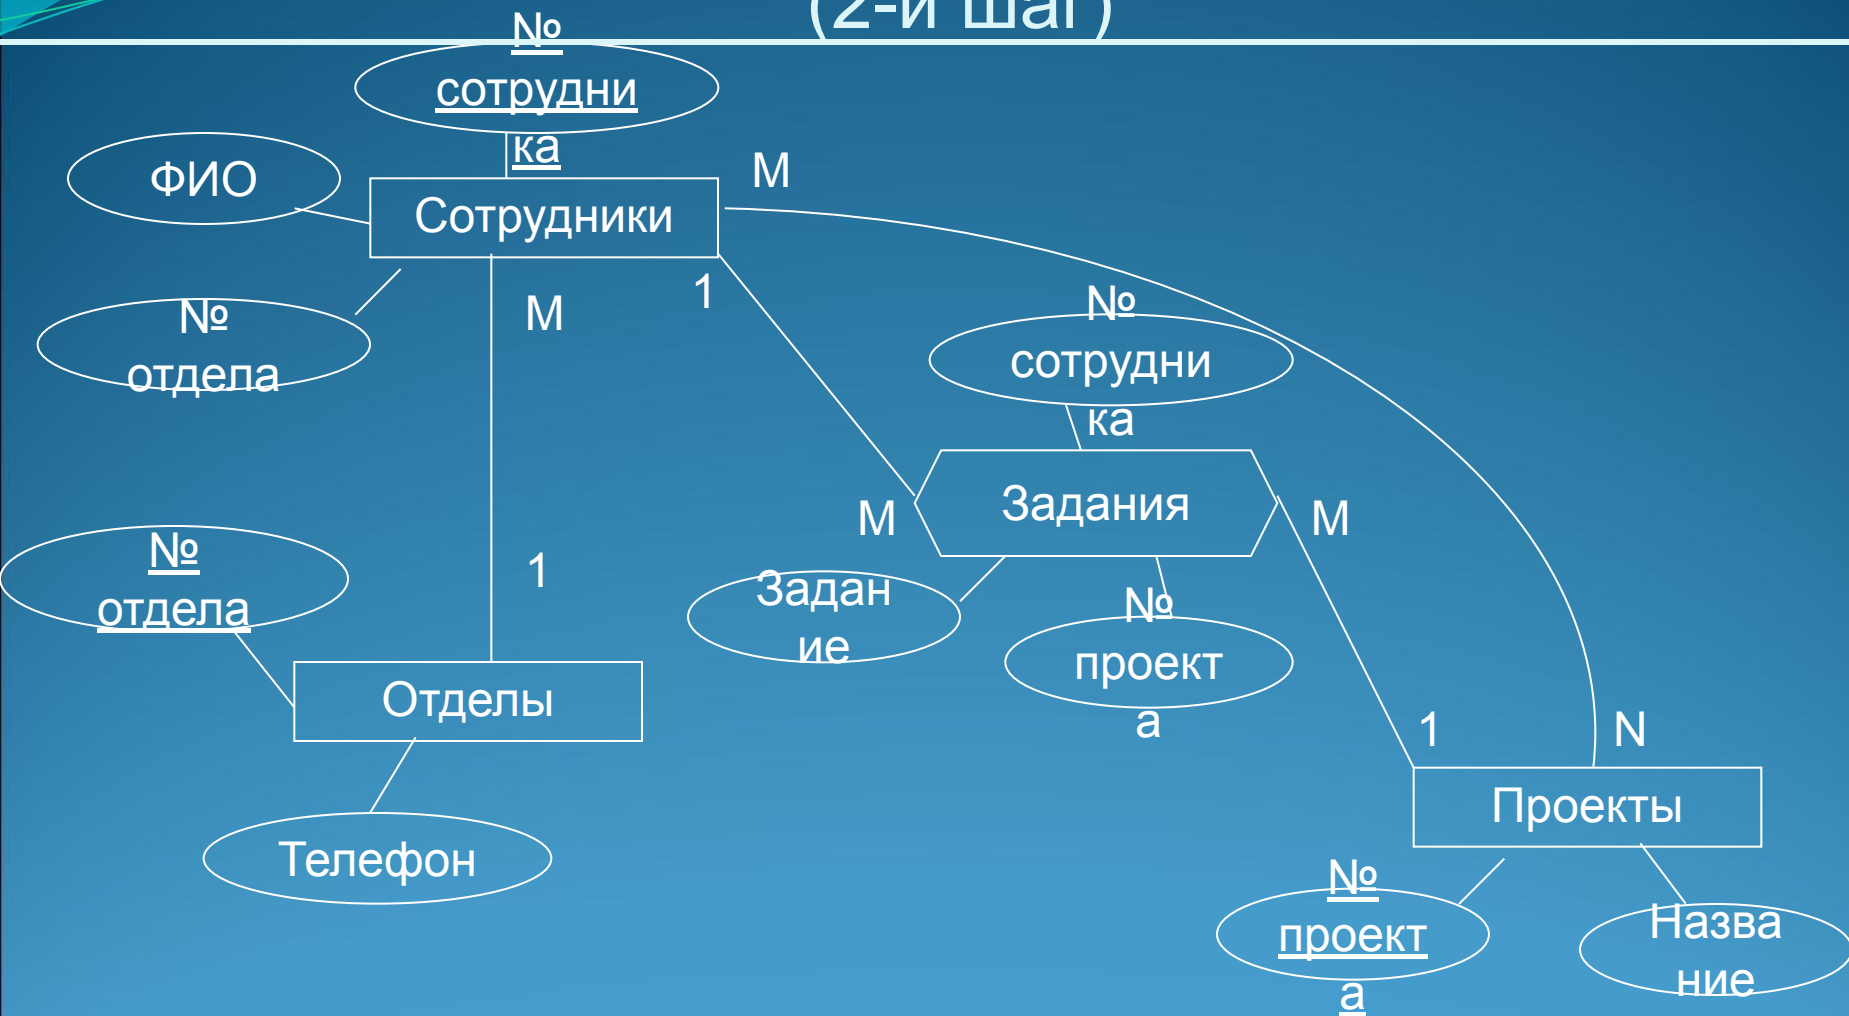 (2-й шаг)
№
сотрудни
ка
ФИО
Сотрудники
М
№
отдела
М
1
№
сотрудни
ка
М
Задания
М
№
отдела
1
Задан
ие
№
проект
а
Отделы
1
N
Проекты
Телефон
№
проект
а
Назва
ние